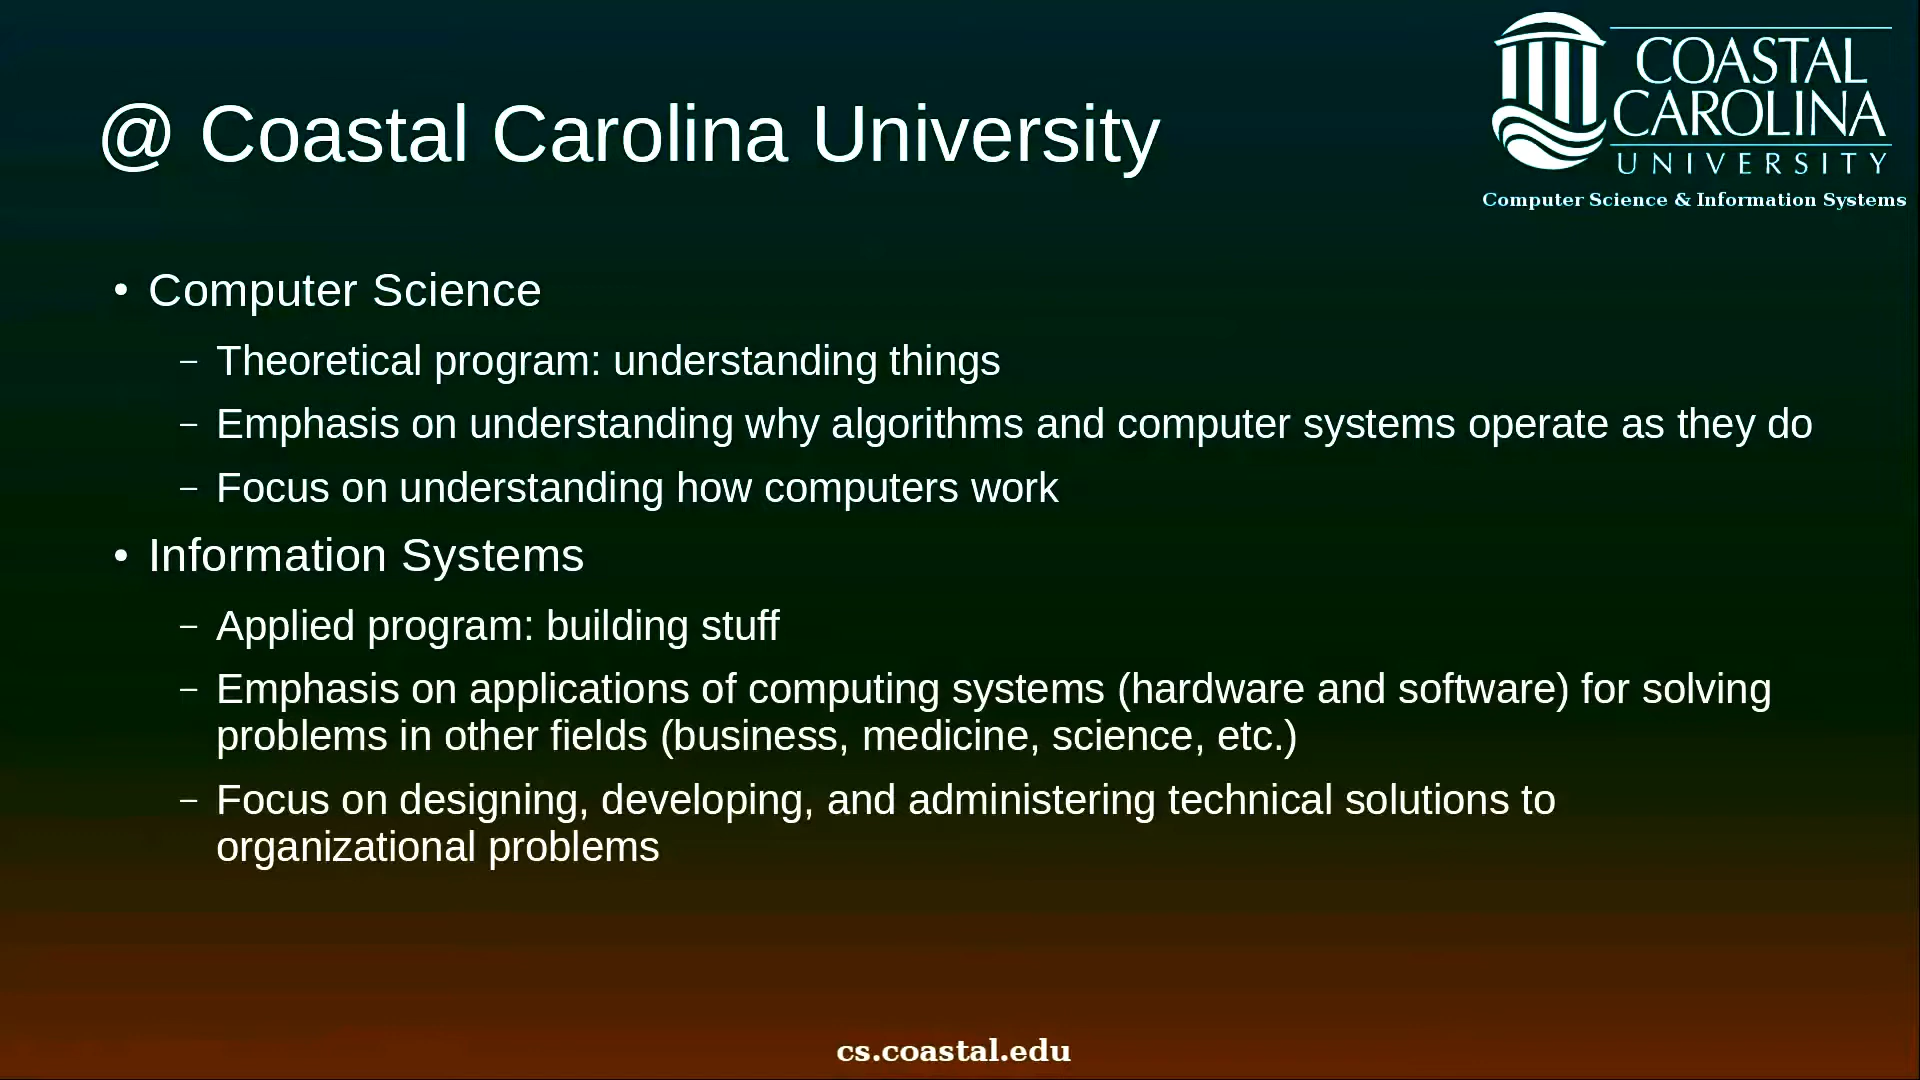 @ Coastal Carolina University
COASTAL
CAROLINA
UNIVERSITY
Computer Science & Information Systems
• Computer Science
– Theoretical program: understanding things
– Emphasis on understanding why algorithms and computer systems operate as they do
– Focus on understanding how computers work
• Information Systems
– Applied program: building stuff
– Emphasis on applications of computing systems (hardware and software) for solving
problems in other fields (business, medicine, science, etc.)
– Focus on designing, developing, and administering technical solutions to
organizational problems
cs.coastal.edu